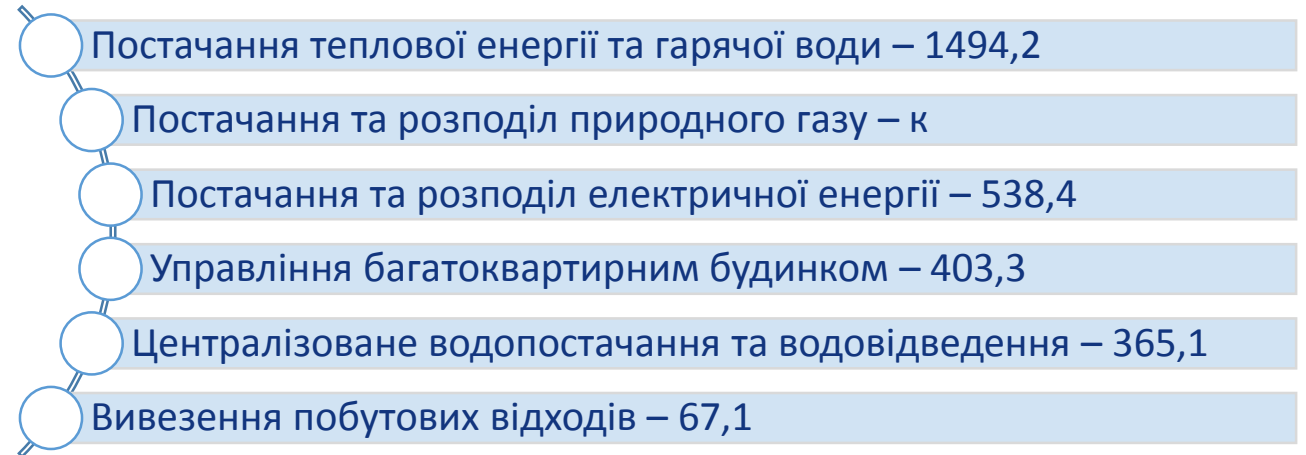 Постачання теплової енергії та гарячої води – 1494,2
Постачання та розподіл природного газу – к
Постачання та розподіл електричної енергії – 538,4
Управління багатоквартирним будинком – 403,3
Централізоване водопостачання та водовідведення – 365,1
Вивезення побутових відходів – 67,1